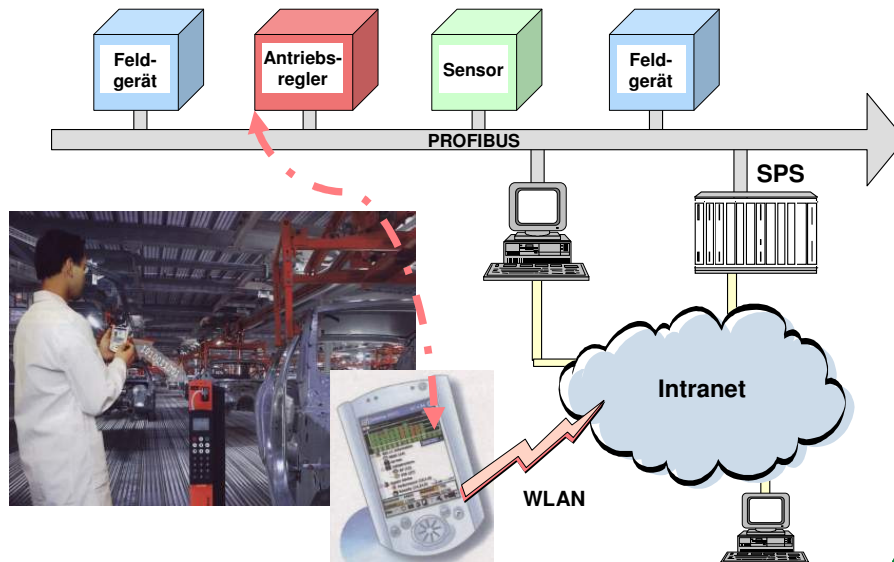 Feld-
gerät
Antriebs-
regler
Sensor
Feld-
gerät
PROFIBUS
SPS
Intranet
WLAN